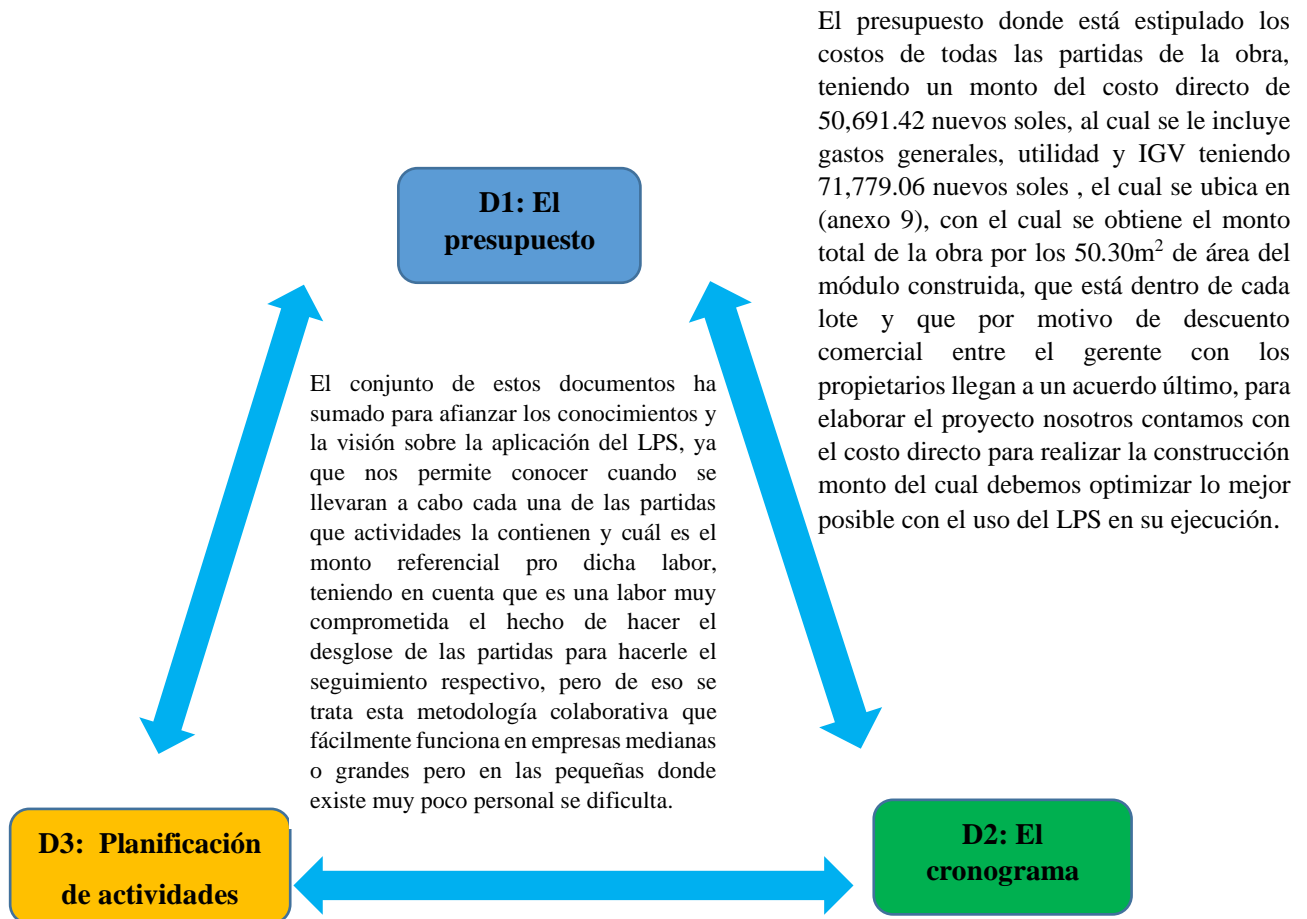 El presupuesto donde está estipulado los
costos de todas las partidas de la obra,
teniendo un monto del costo directo de
50,691.42 nuevos soles, al cual se le incluye
gastos generales, utilidad y IGV teniendo
71,779.06 nuevos soles , el cual se ubica en
(anexo 9), con el cual se obtiene el monto
total de la obra por los 50.30m² de área del
módulo construida, que está dentro de cada
lote y que por motivo de descuento
comercial entre el gerente con los
propietarios llegan a un acuerdo último, para
elaborar el proyecto nosotros contamos con
el costo directo para realizar la construcción
monto del cual debemos optimizar lo mejor
posible con el uso del LPS en su ejecución.
D1: El
presupuesto
El conjunto de estos documentos ha
sumado para afianzar los conocimientos y
la visión sobre la aplicación del LPS, ya
que nos permite conocer cuando se
llevaran a cabo cada una de las partidas
que actividades la contienen y cuál es el
monto referencial pro dicha labor,
teniendo en cuenta que es una labor muy
comprometida el hecho de hacer el
desglose de las partidas para hacerle el
seguimiento respectivo, pero de eso se
trata esta metodología colaborativa que
fácilmente funciona en empresas medianas
o grandes pero en las pequeñas donde
existe muy poco personal se dificulta.
D3: Planificación
de actividades
D2: El
cronograma